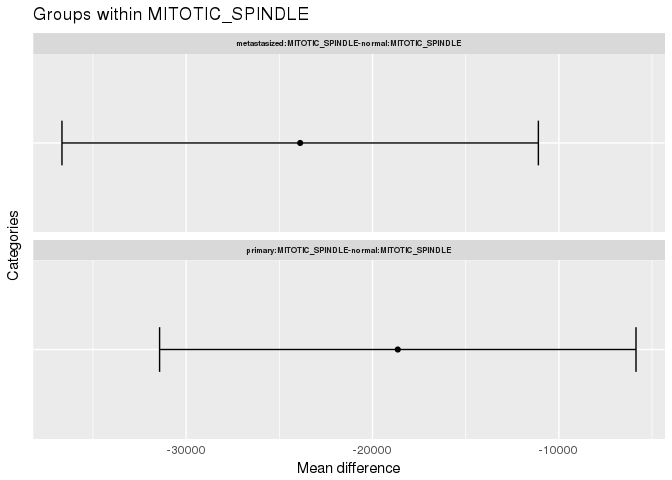 Groups within MITOTIC_SPINDLE
metastasized:MITOTIC_SPINDLE-normal:MITOTIC_SPINDLE
primary:MITOTIC_SPINDLE-normal:MITOTIC_SPINDLE
Categories
-30000 -20000 -10000
Mean difference